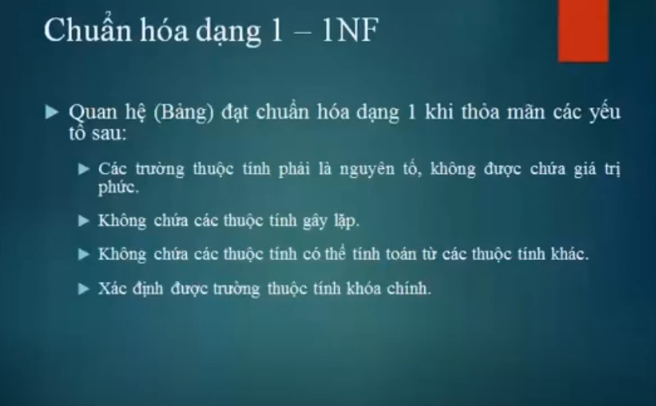 Chuẩn hóa dạng 1 – 1NF
Quan hệ (Bảng) đạt chuẩn hóa dạng 1 khi thỏa mãn các yếu
tố sau:
Các trường thuộc tính phải là nguyên tố, không được chứa giá trị
phức.
Không chứa các thuộc tính gây lặp.
Không chứa các thuộc tính có thể tính toán từ các thuộc tính khác.
Xác định được trường thuộc tính khóa chính.